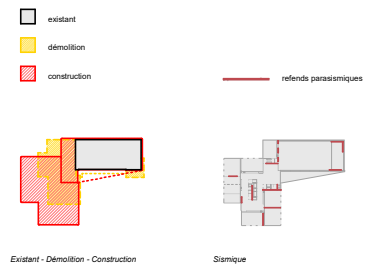 existant
démolition
construction
refends parasismiques
Existant - Démolition - Construction
Sismique